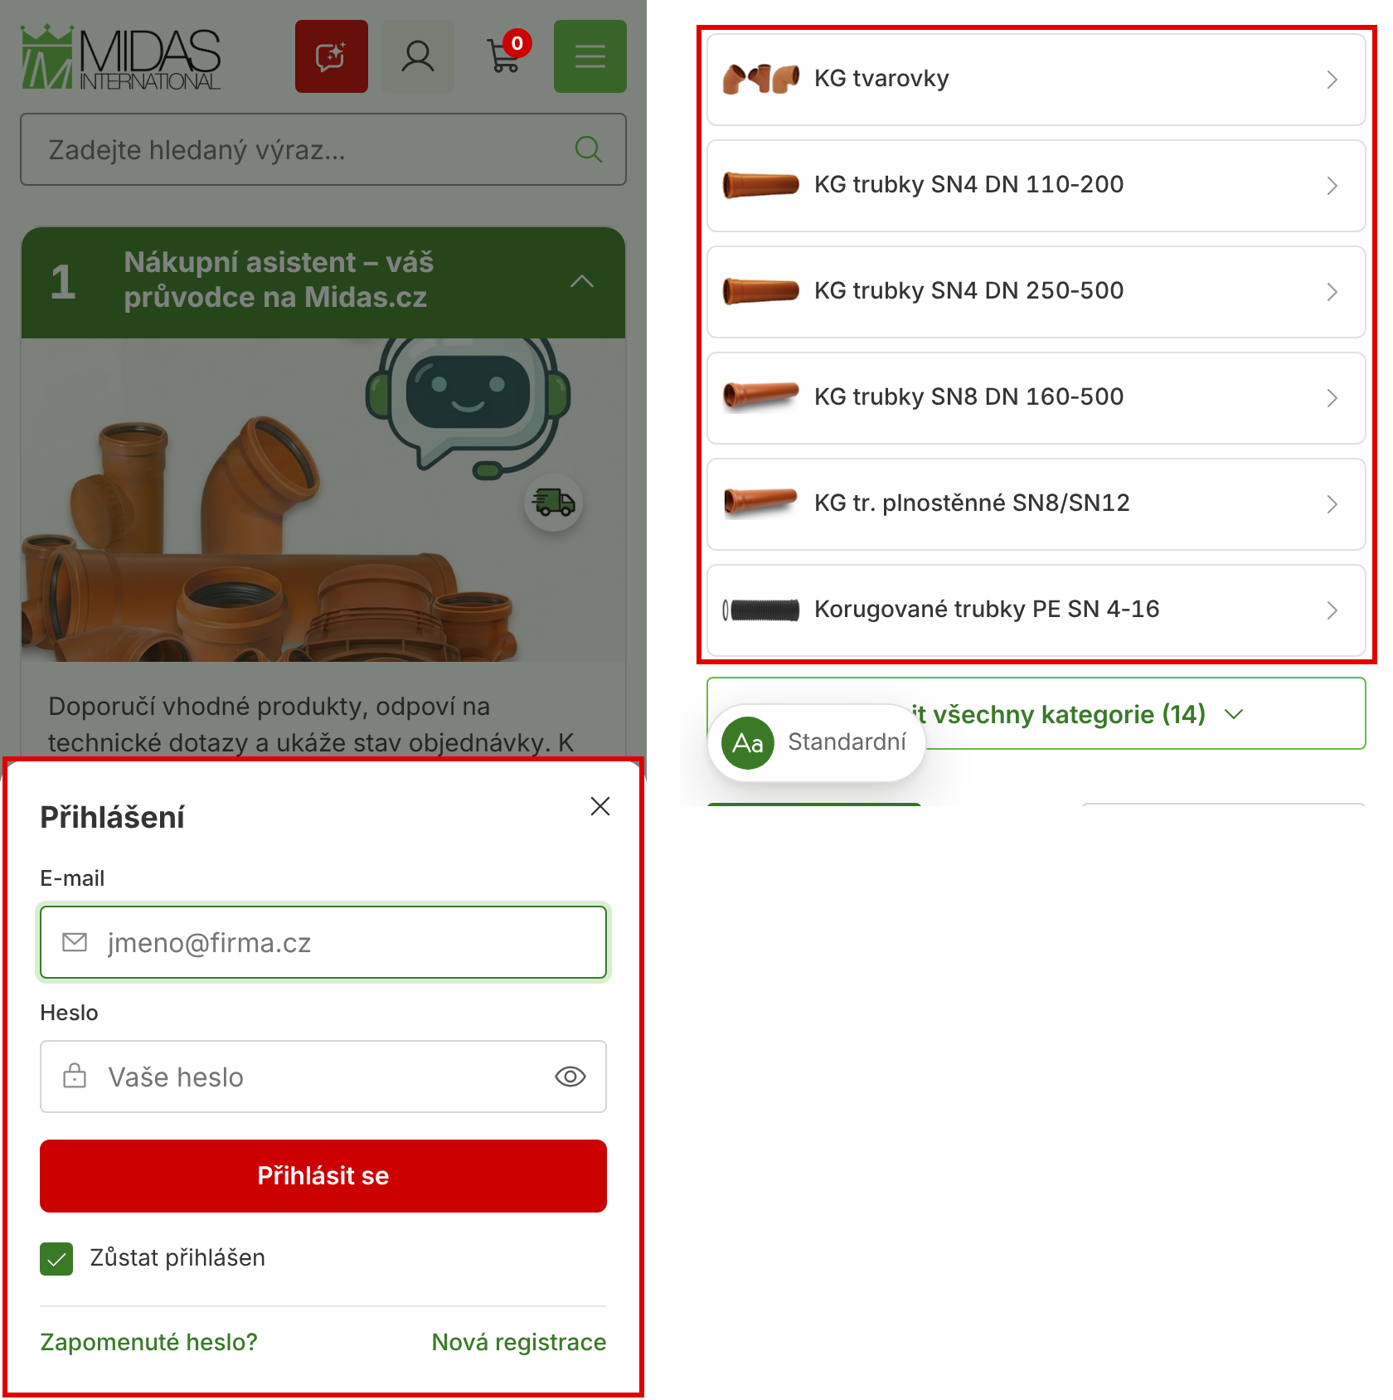 MIDAS
INTERNATIONAL
0
Zadejte hledaný výraz...
1
Nákupní asistent – váš
průvodce na Midas.cz
Doporučí vhodné produkty, odpoví na
technické dotazy a ukáže stav objednávky. K
Přihlášení
E-mail
jmeno@firma.cz
Heslo
Vaše heslo
Přihlásit se
Zůstat přihlášen
Zapomenuté heslo?
Nová registrace
KG tvarovky
KG trubky SN4 DN 110-200
KG trubky SN4 DN 250-500
KG trubky SN8 DN 160-500
KG tr. plnostěnné SN8/SN12
Korugované trubky PE SN 4-16
it všechny kategorie (14)
Aa Standardní